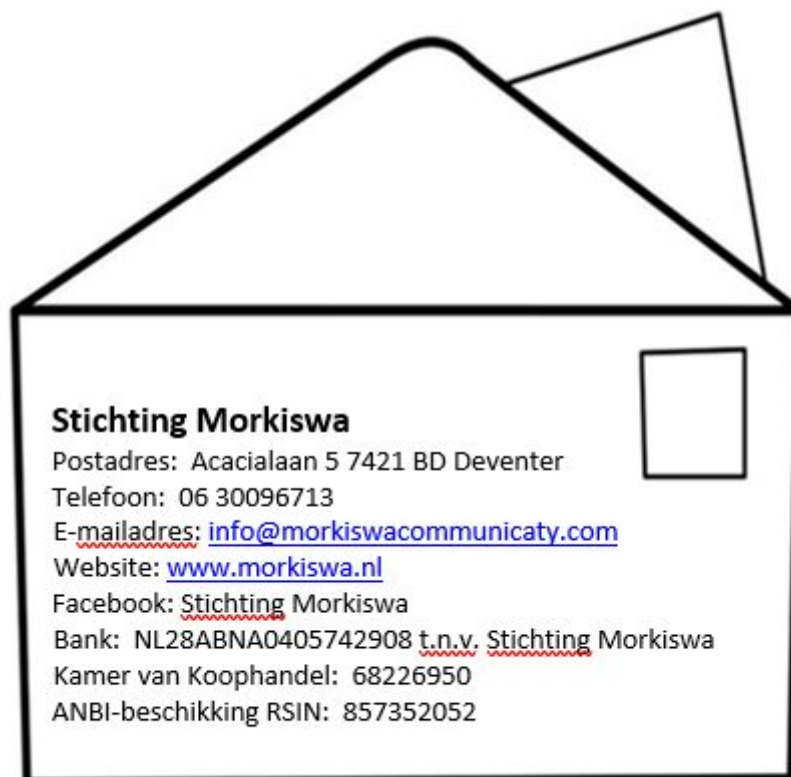 Stichting Morkiswa
Postadres: Acacialaan 5 7421 BD Deventer
Telefoon: 06 30096713
E-mailadres: info@morkiswacommunicaty.com
Website: www.morkiswa.nl
Facebook: Stichting Morkiswa
Bank: NL28ABNA0405742908 t.n.v. Stichting Morkiswa
Kamer van Koophandel: 68226950
ANBI-beschikking RSIN: 857352052